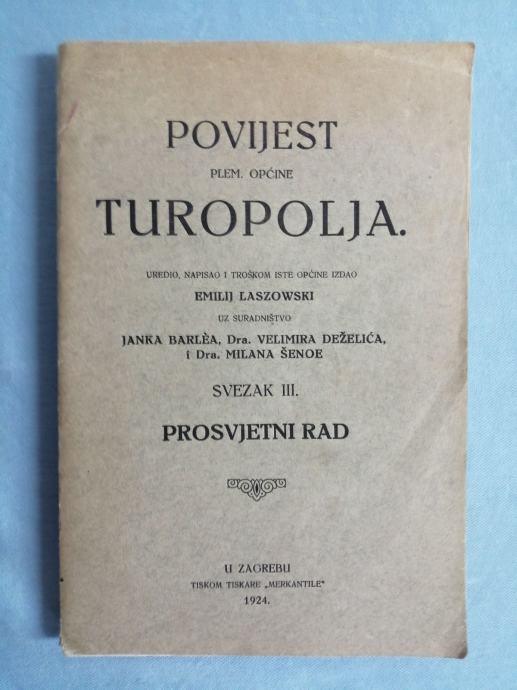 POVIJEST
PLEM. OPĆINE
TUROPOLJA.
UREDIO, NAPISAO I TROŠKOM ISTE OPĆINE IZDAO
EMILIJ LASZOWSKI
UZ SURADNIŠTVO
JANKA BARLÈA, Dra. VELIMIRA DEŽELIĆA,
i Dra. MILANA ŠENOE
SVEZAK III.
PROSVJETNI RAD
U ZAGREBU
TISKOM TISKARE „MERKANTILE"
1924.